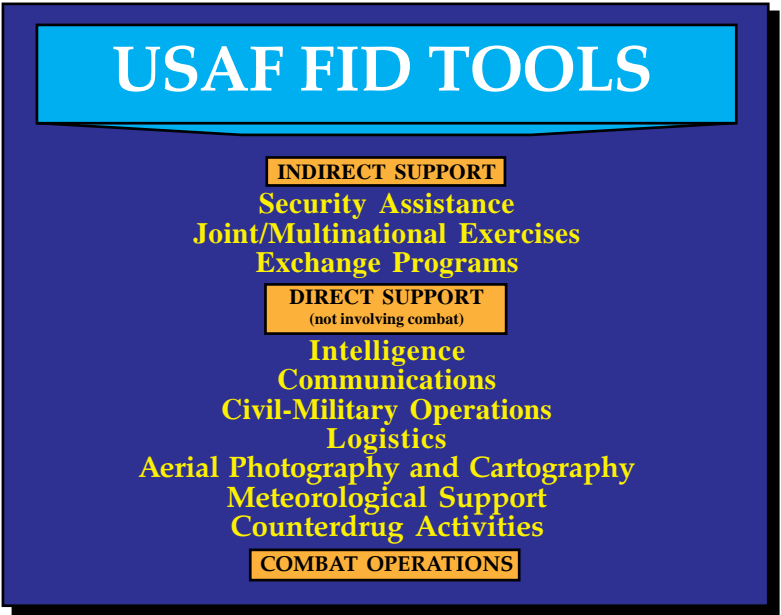 USAF FID TOOLS
INDIRECT SUPPORT
Security Assistance
Joint/Multinational Exercises
Exchange Programs
DIRECT SUPPORT
(not involving combat)
Intelligence
Communications
Civil-Military Operations
Logistics
Aerial Photography and Cartography
Meteorological Support
Counterdrug Activities
COMBAT OPERATIONS